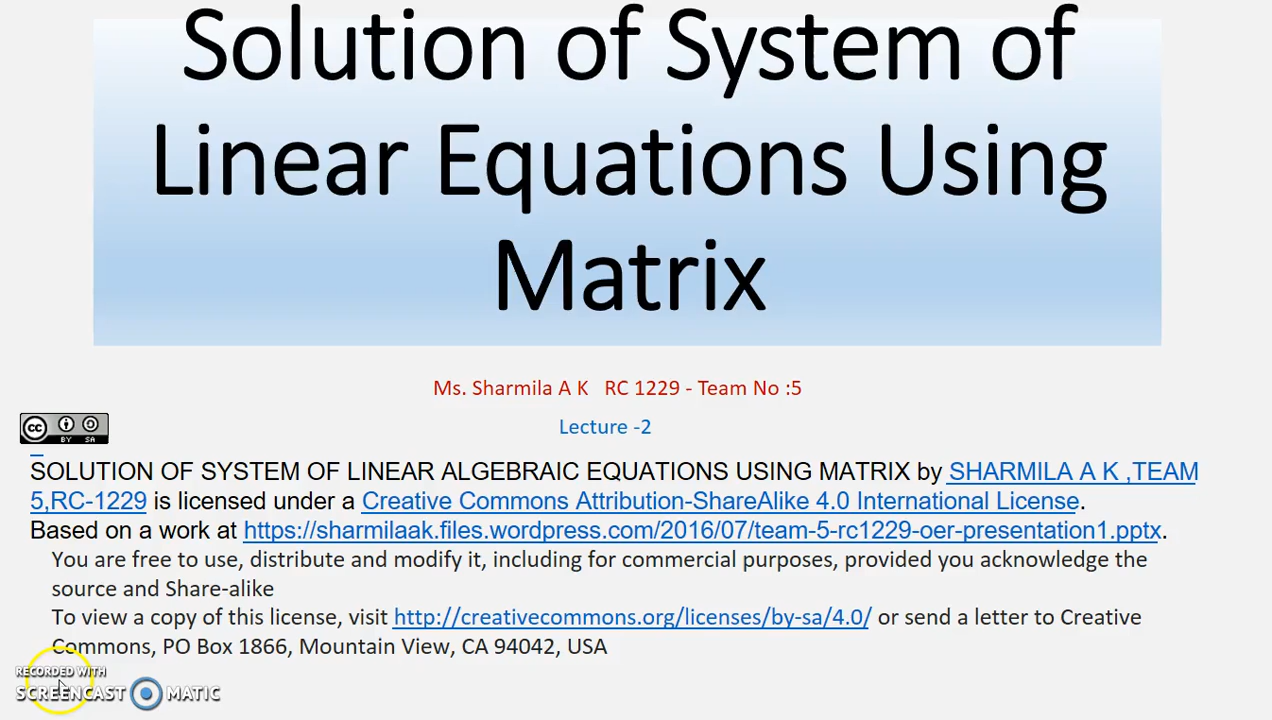 Solution of System of
Linear Equations Using
Matrix
Ms. Sharmila A K RC 1229 - Team No :5
Lecture -2
cc BY SA
SOLUTION OF SYSTEM OF LINEAR ALGEBRAIC EQUATIONS USING MATRIX by SHARMILA A K ,TEAM
5,RC-1229 is licensed under a Creative Commons Attribution-ShareAlike 4.0 International License.
Based on a work at https://sharmilaak.files.wordpress.com/2016/07/team-5-rc1229-oer-presentation1.pptx.
You are free to use, distribute and modify it, including for commercial purposes, provided you acknowledge the
source and Share-alike
To view a copy of this license, visit http://creativecommons.org/licenses/by-sa/4.0/ or send a letter to Creative
Commons, PO Box 1866, Mountain View, CA 94042, USA
RECORDED WITH
SCREENCAST MATIC